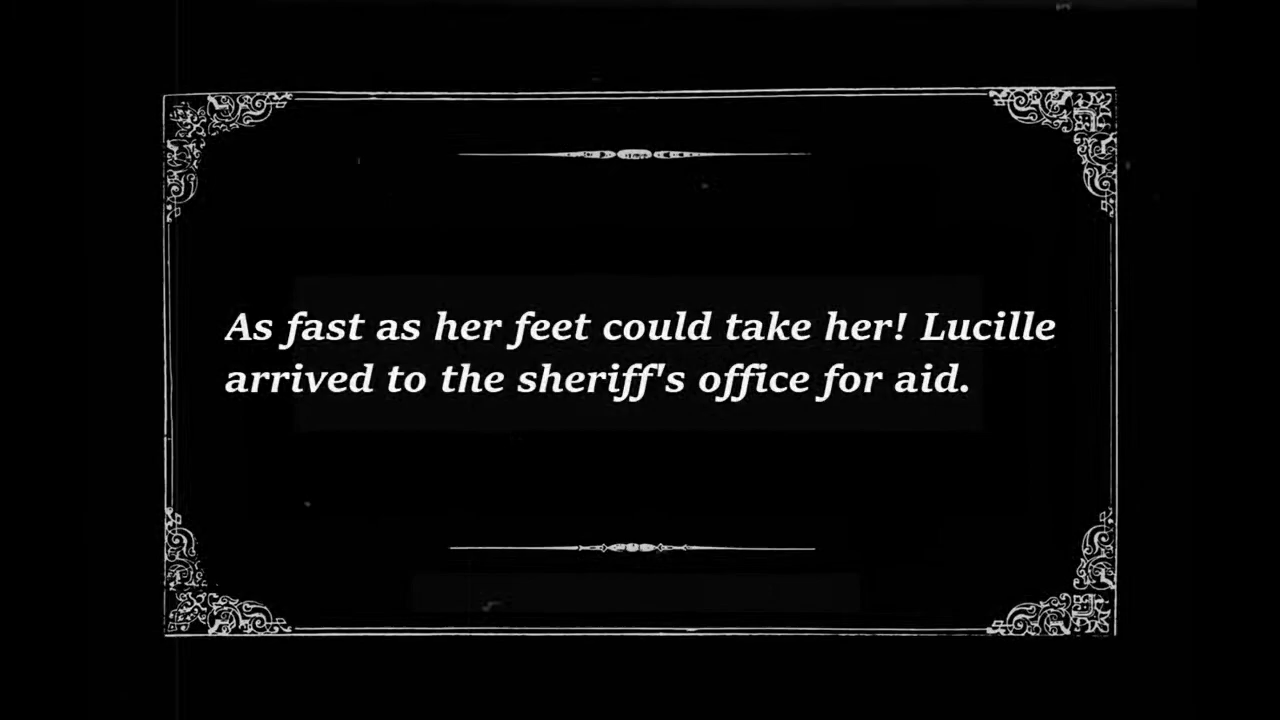 As fast as her feet could take her! Lucille
arrived to the sheriff's office for aid.